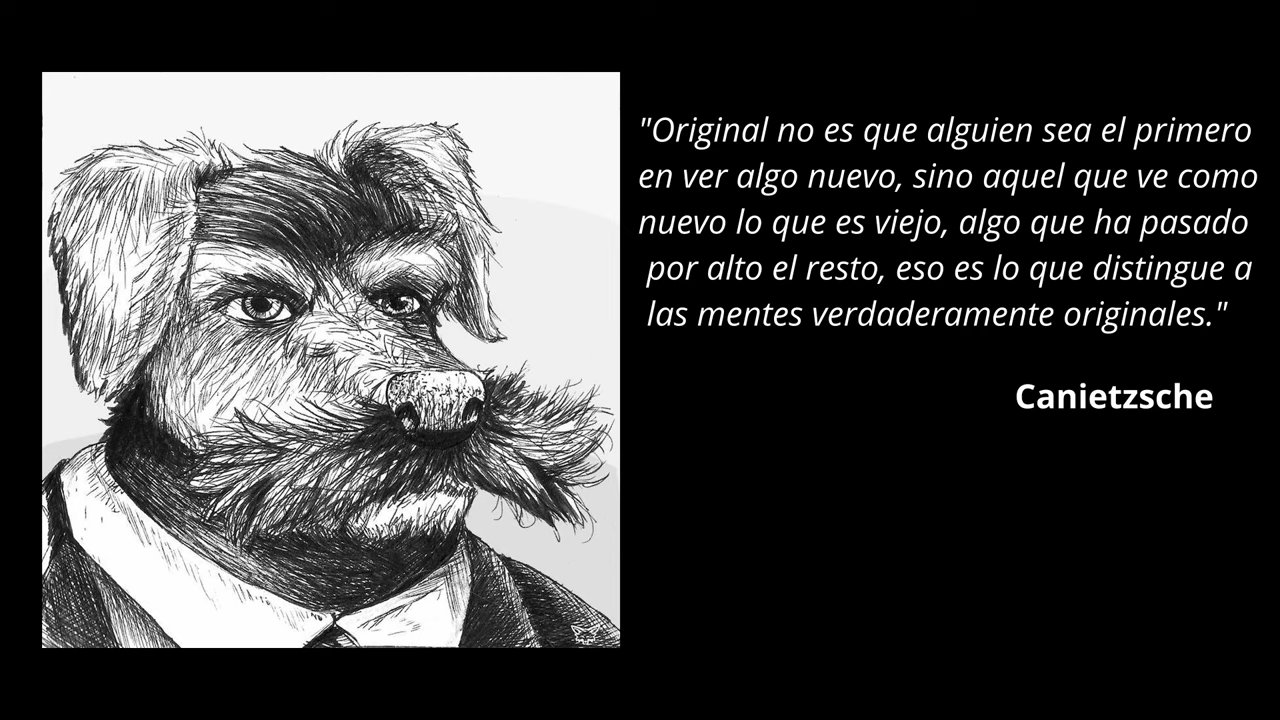 "Original no es que alguien sea el primero
en ver algo nuevo, sino aquel que ve como
nuevo lo que es viejo, algo que ha pasado
por alto el resto, eso es lo que distingue a
las mentes verdaderamente originales."
Canietzsche